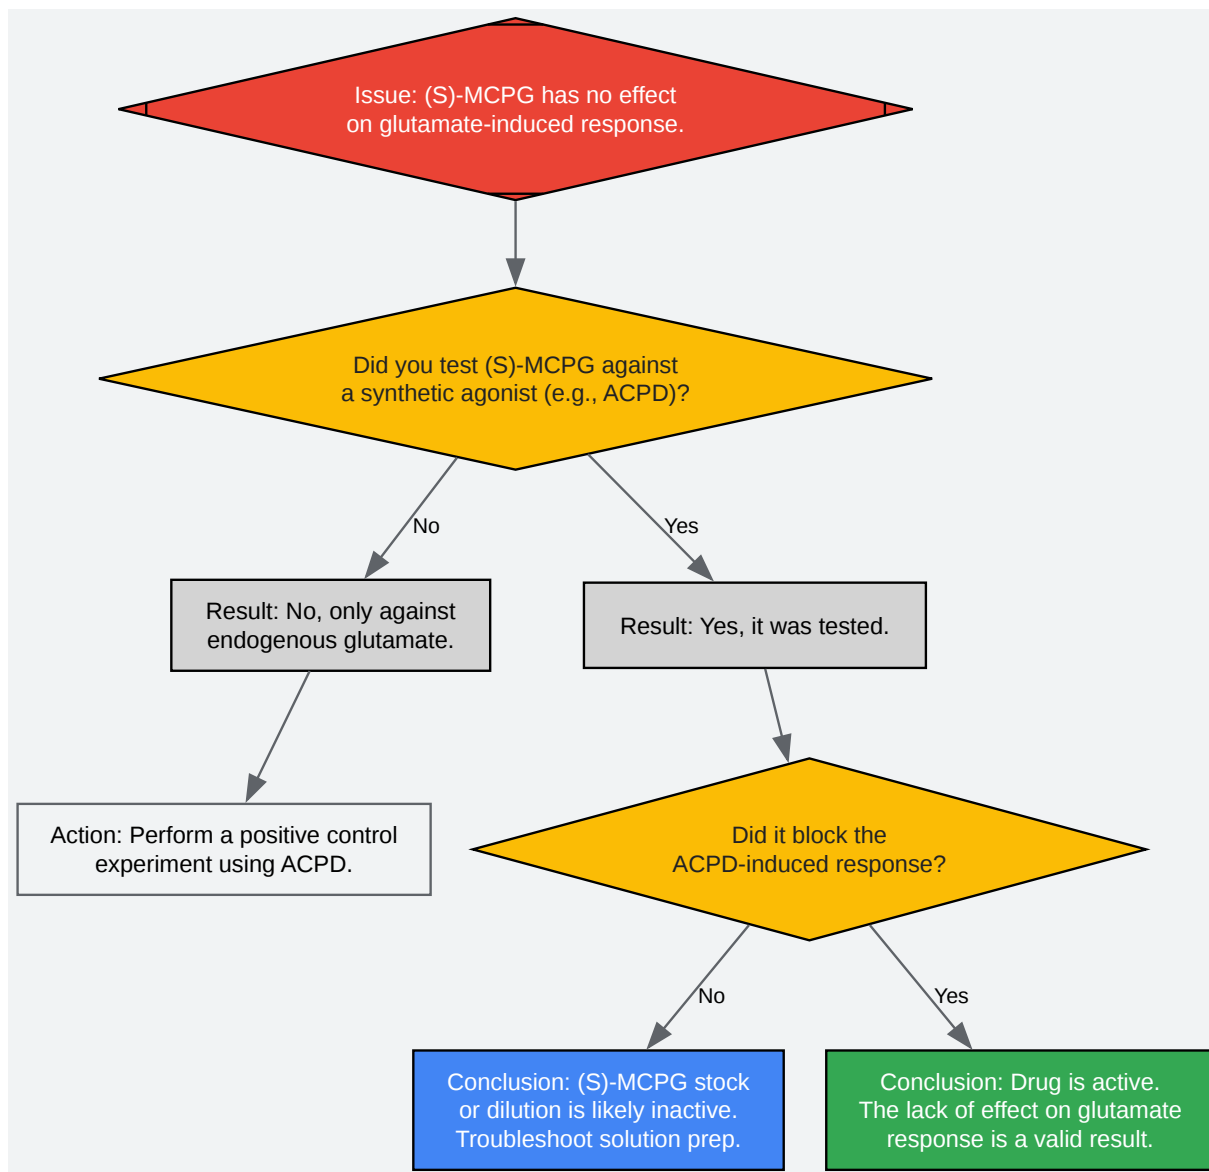 Issue: (S)-MCPG has no effect
on glutamate-induced response.
Did you test (S)-MCPG against
a synthetic agonist (e.g., ACPD)?
No
Yes
Result: No, only against
endogenous glutamate.
Result: Yes, it was tested.
Action: Perform a positive control
experiment using ACPD.
Did it block the
ACPD-induced response?
No
Yes
Conclusion: (S)-MCPG stock
or dilution is likely inactive.
Troubleshoot solution prep.
Conclusion: Drug is active.
The lack of effect on glutamate
response is a valid result.